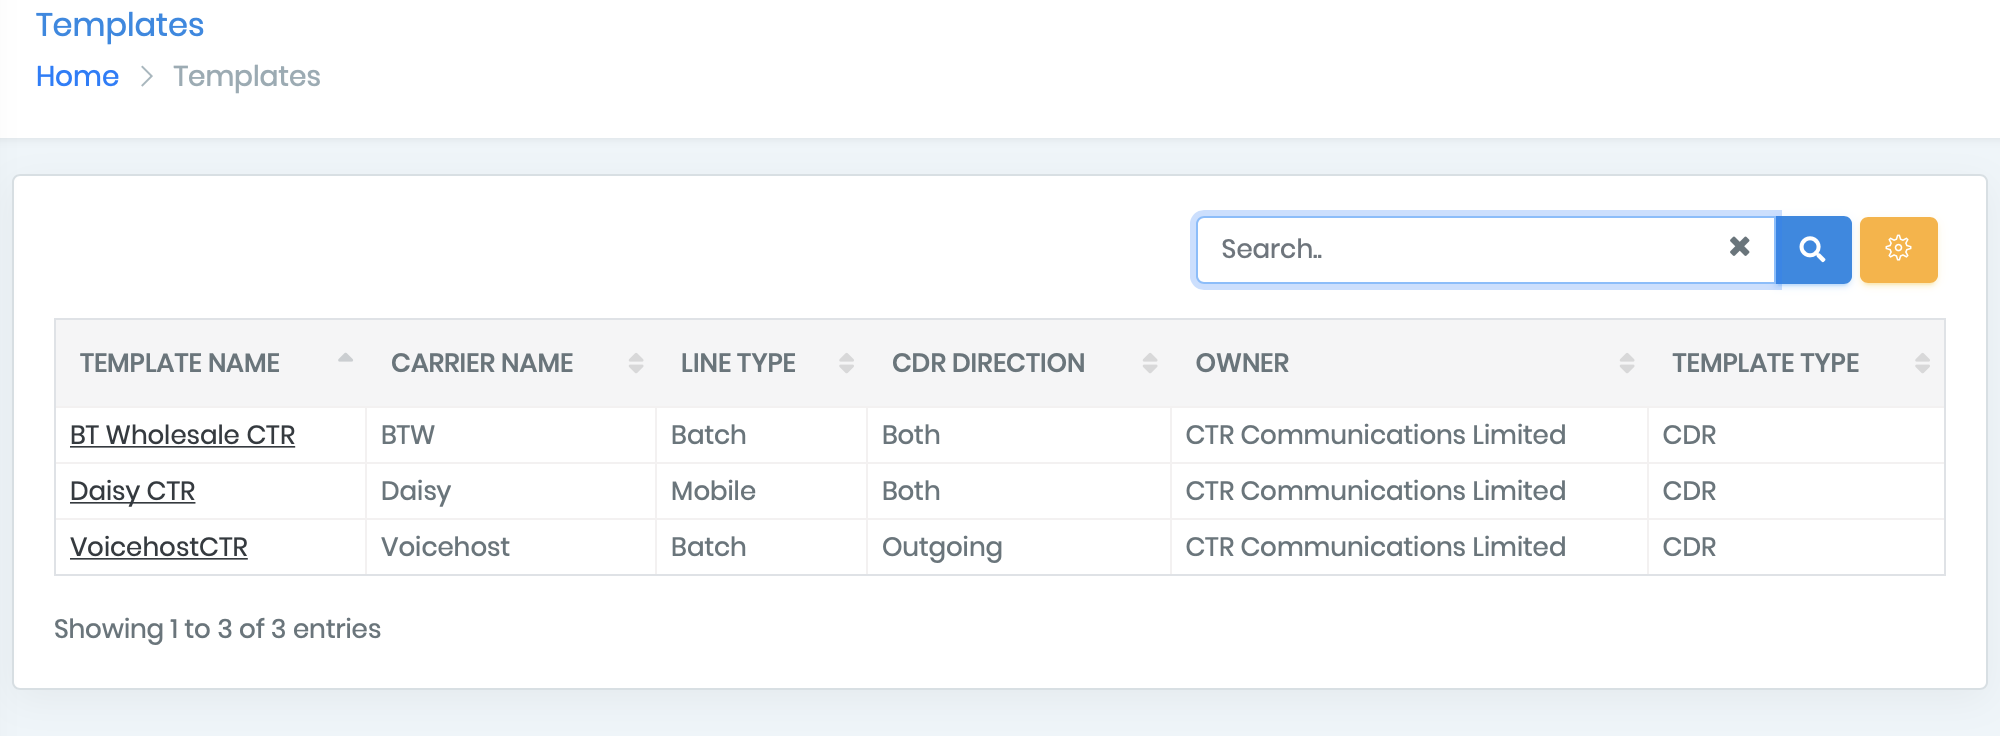 Templates
Home > Templates
Search..
TEMPLATE NAME CARRIER NAME LINE TYPE CDR DIRECTION OWNER TEMPLATE TYPE
BT Wholesale CTR BTW Batch Both CTR Communications Limited CDR
Daisy CTR Daisy Mobile Both CTR Communications Limited CDR
VoicehostCTR Voicehost Batch Outgoing CTR Communications Limited CDR
Showing 1 to 3 of 3 entries